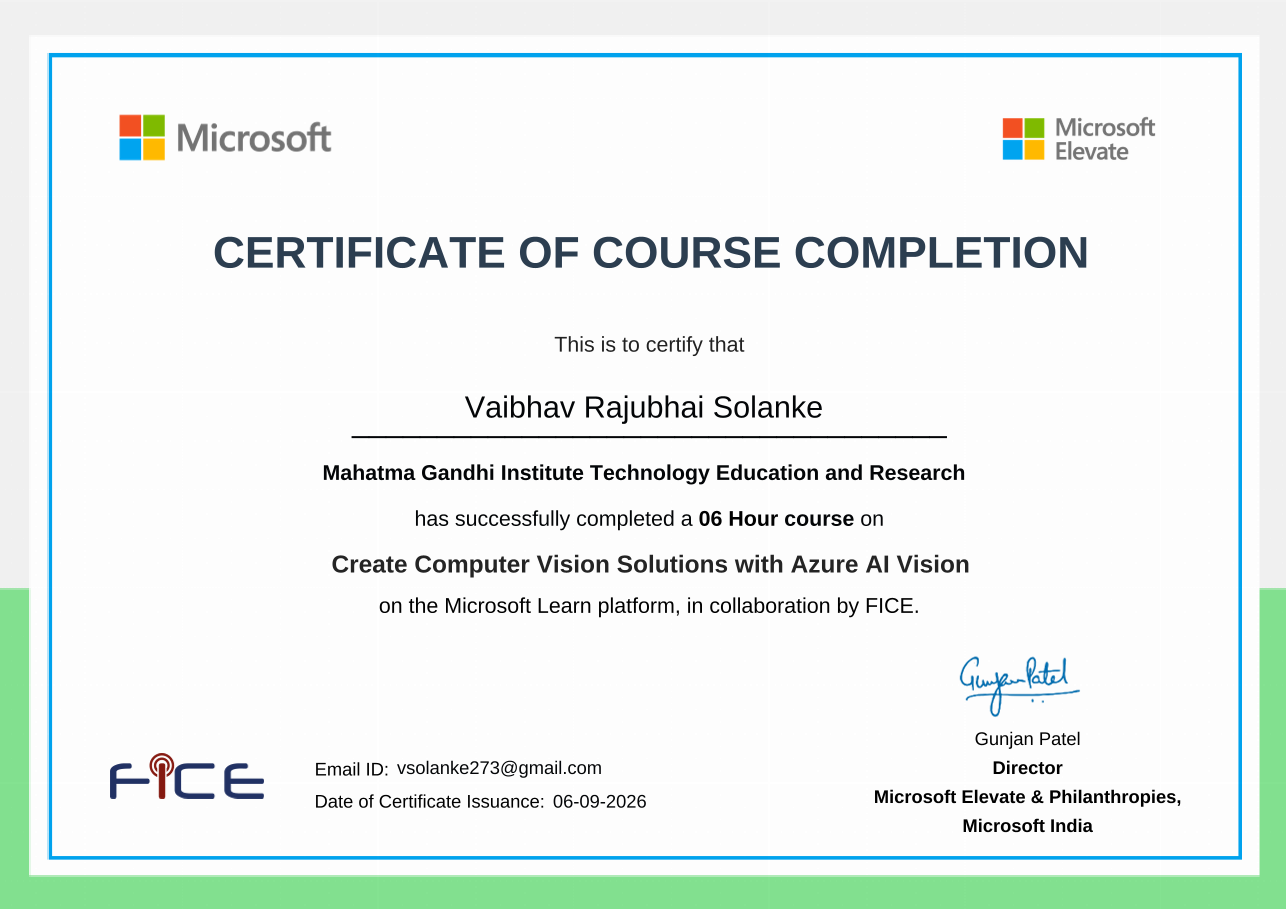 Microsoft
Microsoft
Elevate
CERTIFICATE OF COURSE COMPLETION
This is to certify that
Vaibhav Rajubhai Solanke
Mahatma Gandhi Institute Technology Education and Research
has successfully completed a 06 Hour course on
Create Computer Vision Solutions with Azure AI Vision
on the Microsoft Learn platform, in collaboration by FICE.
Gunjan Patel
Gunjan Patel
Director
Microsoft Elevate & Philanthropies,
Microsoft India
FICE
Email ID: vsolanke273@gmail.com
Date of Certificate Issuance: 06-09-2026